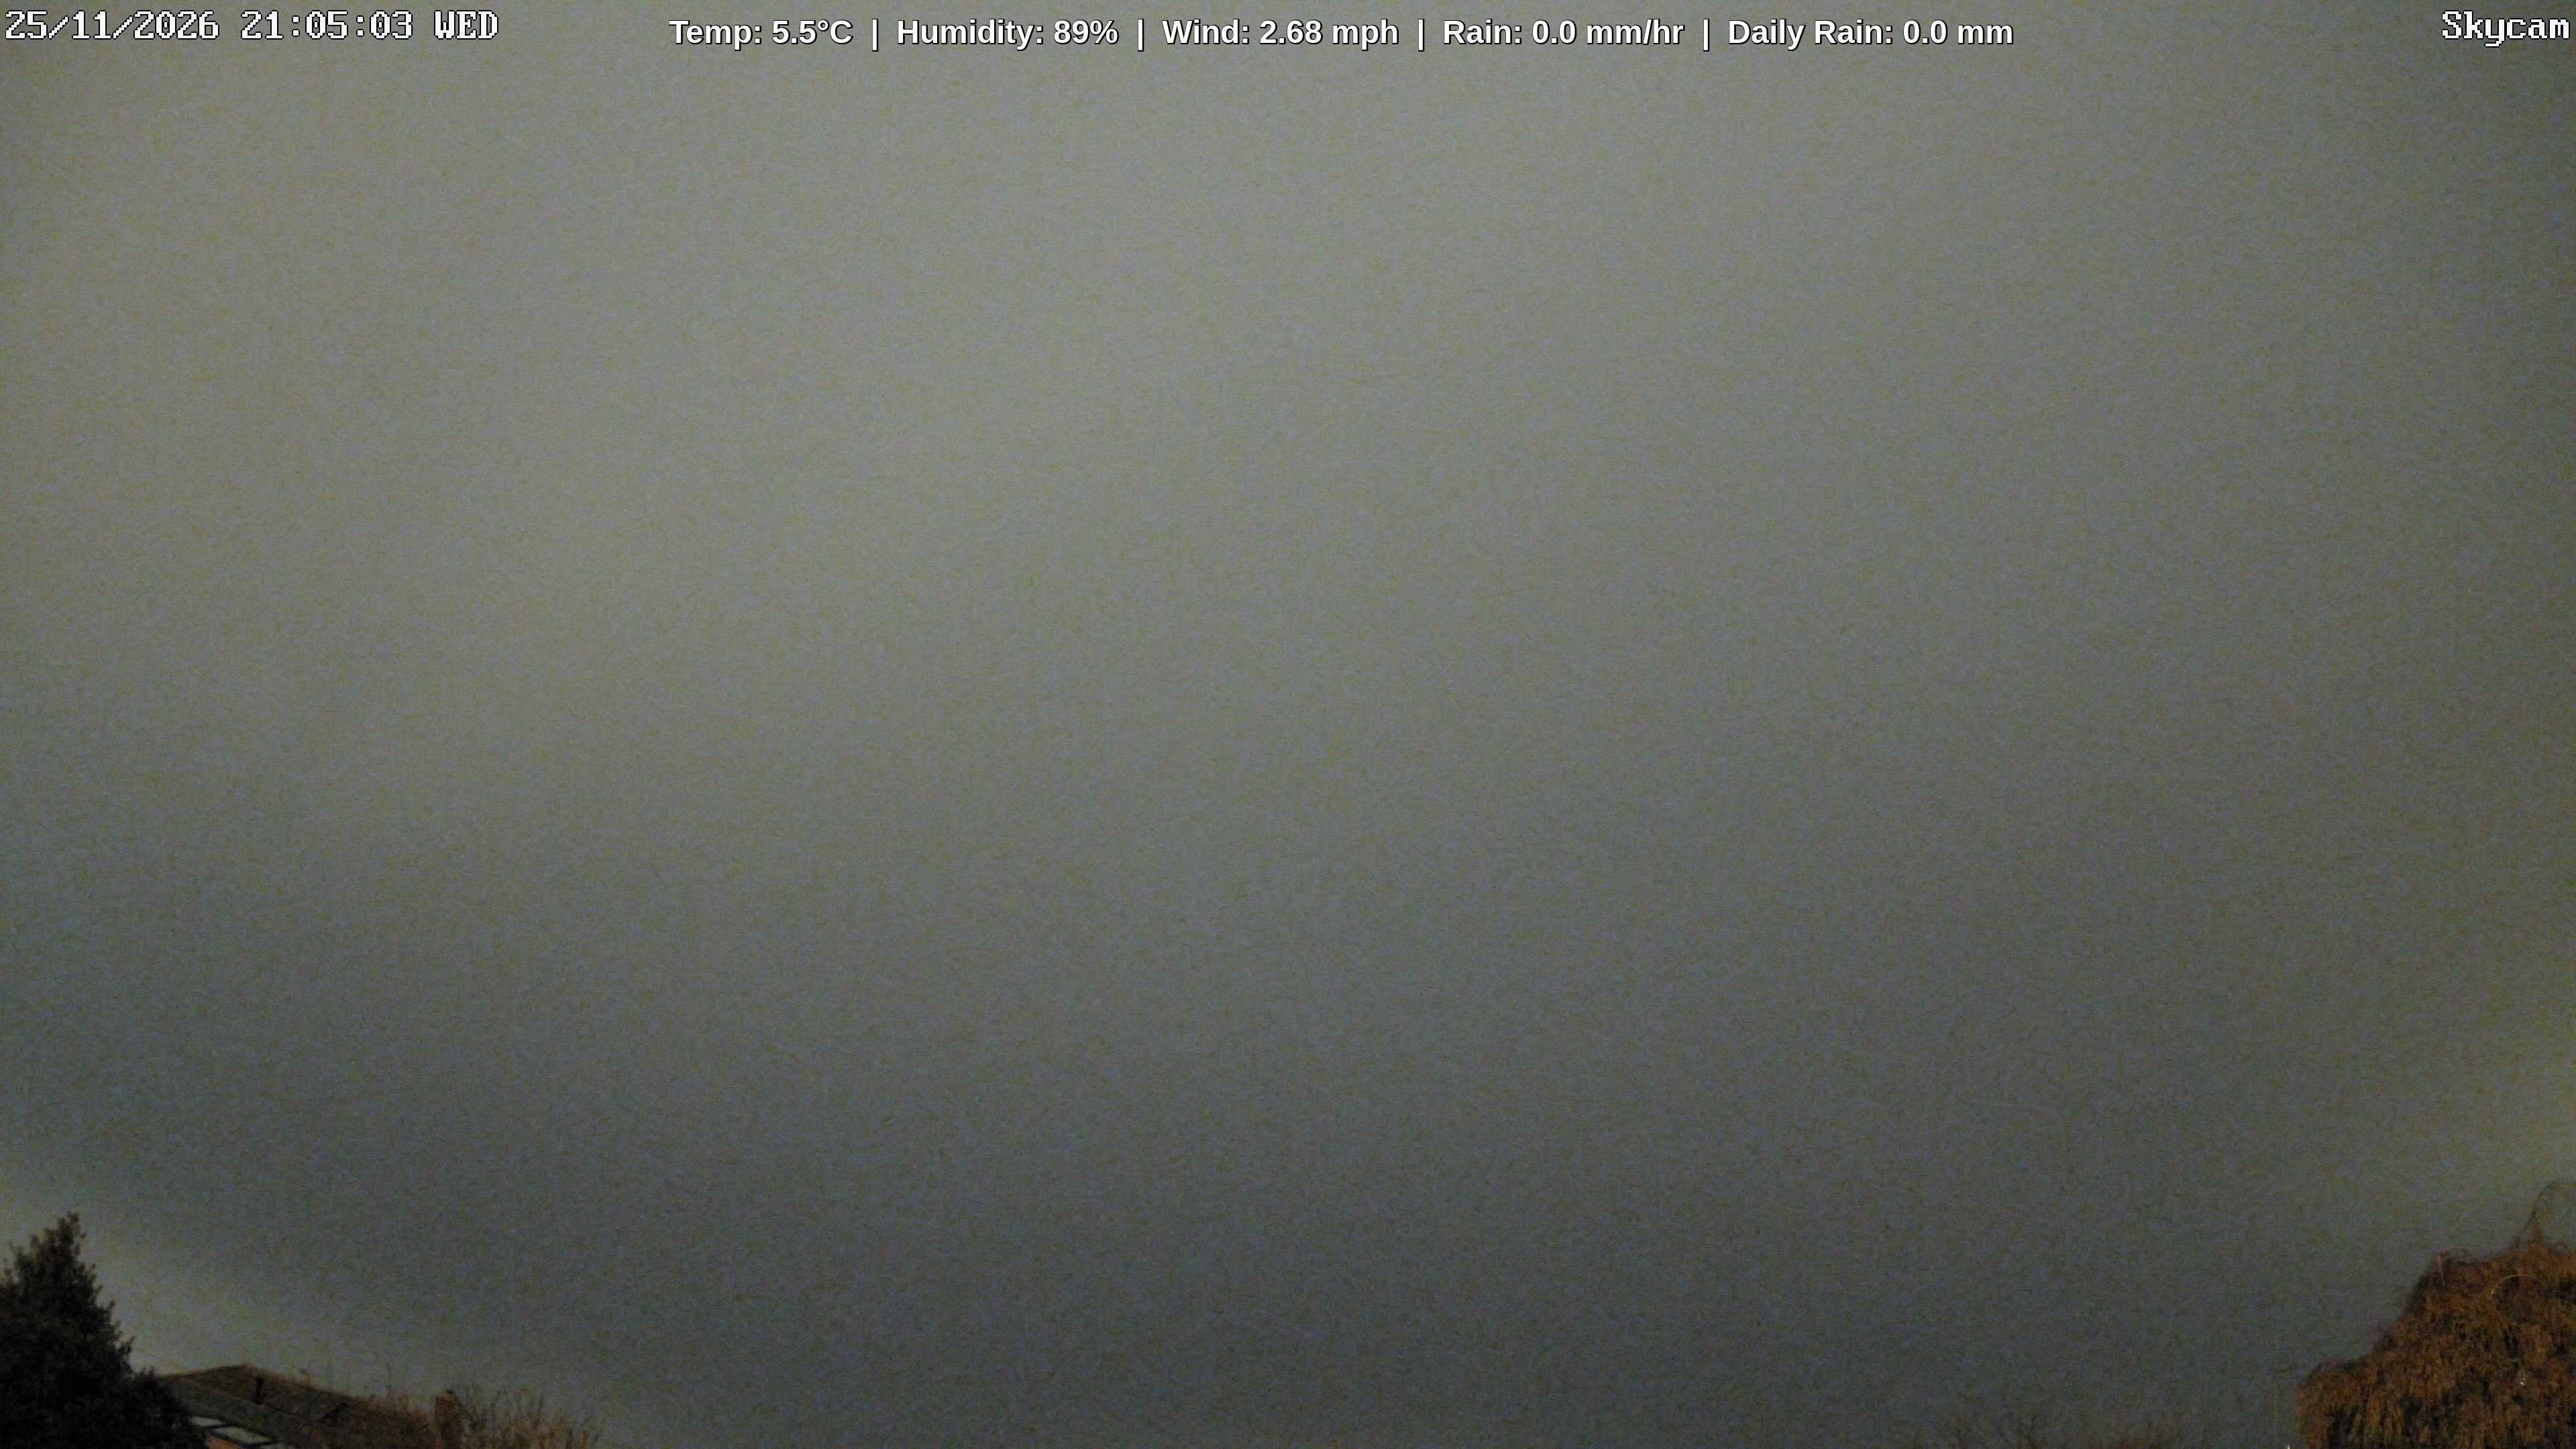 25/11/2026 21:05:03 WED
Temp: 5.5°C | Humidity: 89% | Wind: 2.68 mph | Rain: 0.0 mm/hr | Daily Rain: 0.0 mm
Skycam